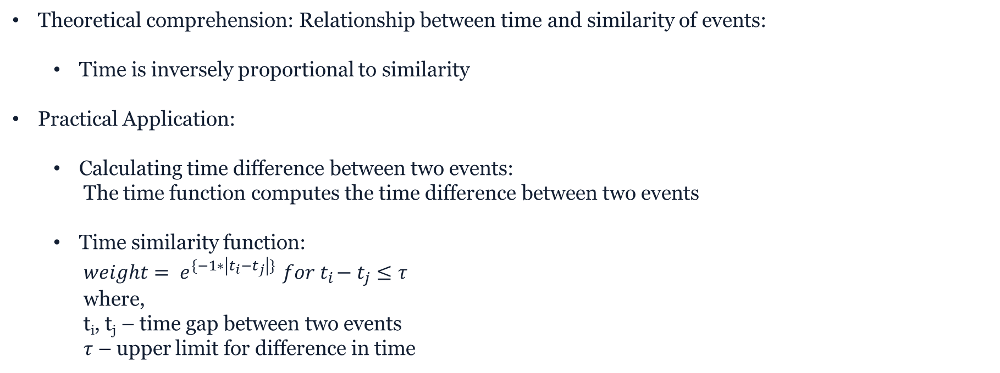 • Theoretical comprehension: Relationship between time and similarity of events:
• Time is inversely proportional to similarity
• Practical Application:
• Calculating time difference between two events:
The time function computes the time difference between two events
• Time similarity function:
weight = e^{−1*|t_i−t_j|} for t_i − t_j ≤ τ
where,
t_i, t_j – time gap between two events
τ – upper limit for difference in time